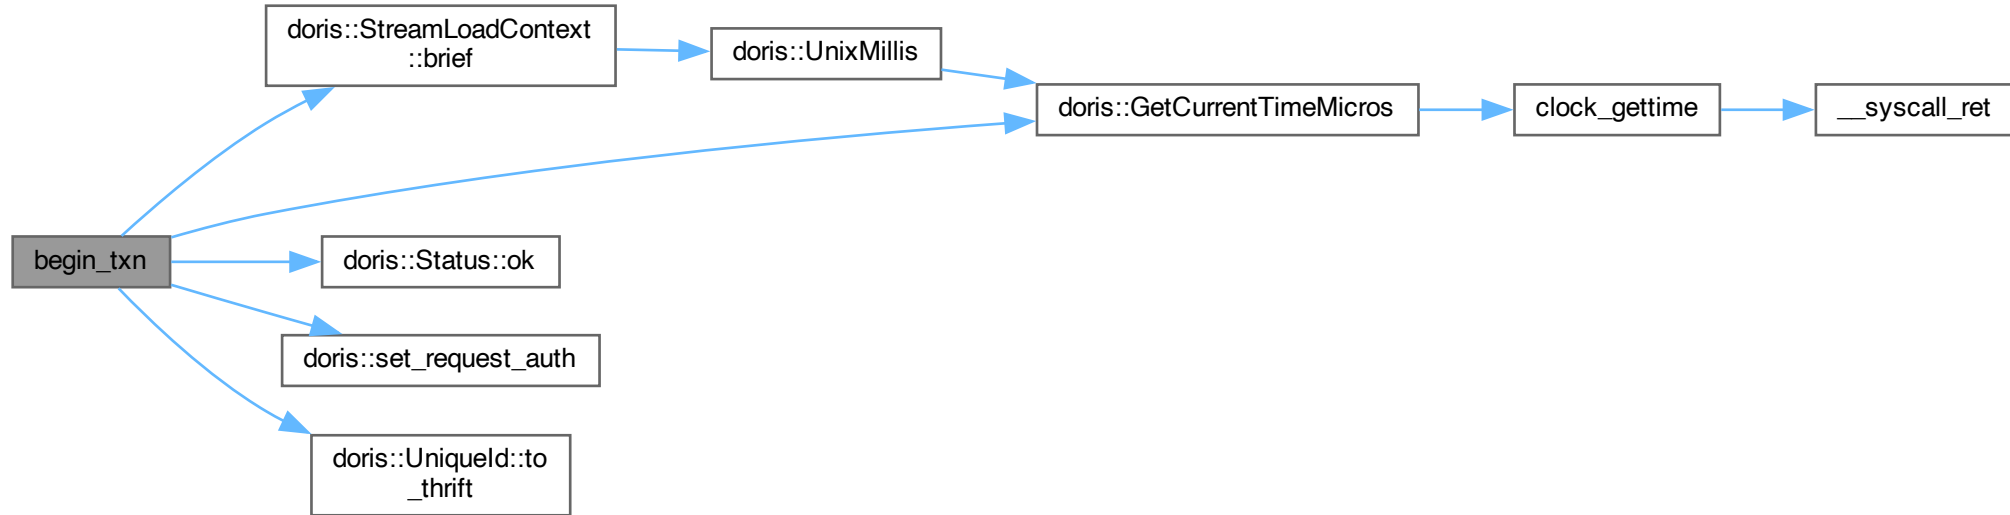 doris::StreamLoadContext
::brief
doris::UnixMillis
doris::GetCurrentTimeMicros
clock_gettime
__syscall_ret
begin_txn
doris::Status::ok
doris::set_request_auth
doris::UniqueId::to
_thrift